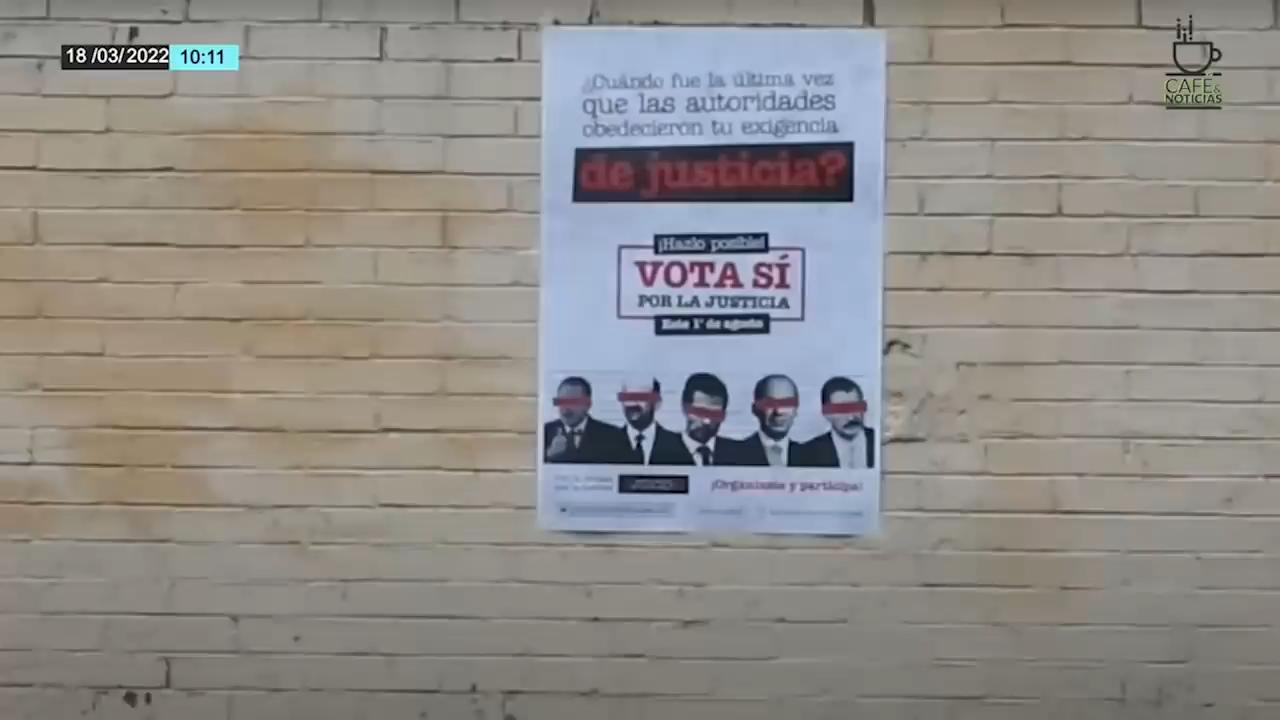 18 /03/2022 10:11
CAFÉ &
NOTICIAS
¿Cuándo fue la última vez
que las autoridades
obedecieron tu exigencia
de justicia?
¡Hazlo posible!
VOTA SÍ
POR LA JUSTICIA
Este 1° de agosto
¡Organízate y participa!